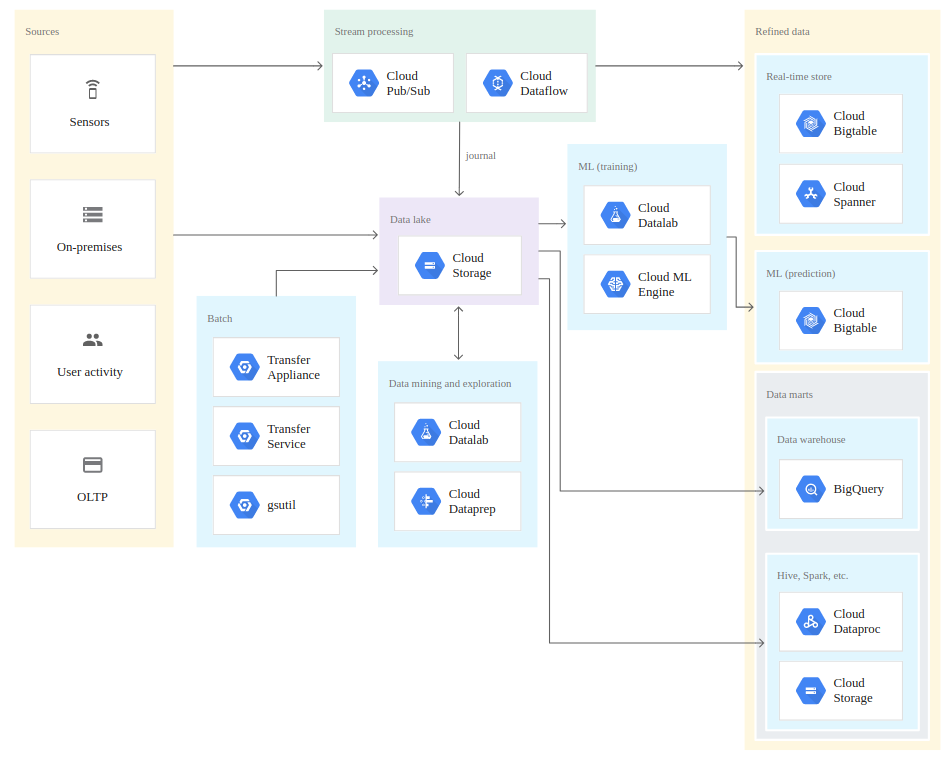 Sources
Sensors
On-premises
User activity
OLTP
Stream processing
Cloud
Pub/Sub
Cloud
Dataflow
journal
Data lake
Cloud
Storage
Batch
Transfer
Appliance
Transfer
Service
gsutil
Data mining and exploration
Cloud
Datalab
Cloud
Dataprep
ML (training)
Cloud
Datalab
Cloud ML
Engine
Refined data
Real-time store
Cloud
Bigtable
Cloud
Spanner
ML (prediction)
Cloud
Bigtable
Data marts
Data warehouse
BigQuery
Hive, Spark, etc.
Cloud
Dataproc
Cloud
Storage